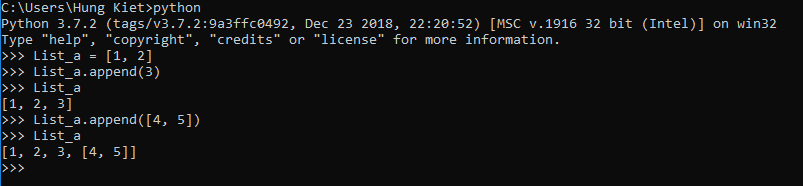 C:\Users\Hung Kiet>python
Python 3.7.2 (tags/v3.7.2:9a3ffc0492, Dec 23 2018, 22:20:52) [MSC v.1916 32 bit (Intel)] on win32
Type "help", "copyright", "credits" or "license" for more information.
>>> List_a = [1, 2]
>>> List_a.append(3)
>>> List_a
[1, 2, 3]
>>> List_a.append([4, 5])
>>> List_a
[1, 2, 3, [4, 5]]
>>>